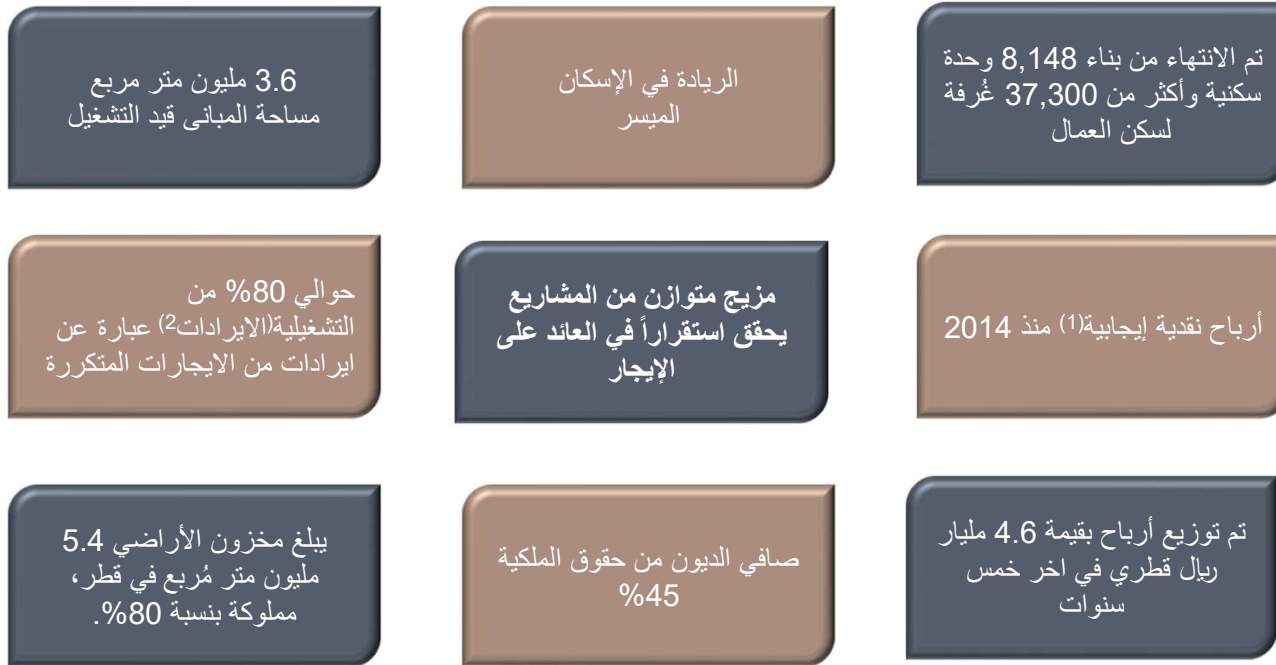 تم الانتهاء من بناء 8,148 وحدة
سكنية وأكثر من 37,300 غُرفة
لسكن العمال
الريادة في الإسكان
الميسر
3.6 مليون متر مربع
مساحة المباني قيد التشغيل
أرباح نقدية إيجابية(1) منذ 2014
مزيج متوازن من المشاريع
يحقق استقراراً في العائد على
الإيجار
حوالي 80% من
التشغيلية(الايرادات2) عبارة عن
ايرادات من الايجارات المتكررة
تم توزيع أرباح بقيمة 4.6 مليار
ريال قطري في اخر خمس
سنوات
صافي الديون من حقوق الملكية
%45
يبلغ مخزون الأراضي 5.4
مليون متر مُربع في قطر،
مملوكة بنسبة 80%.